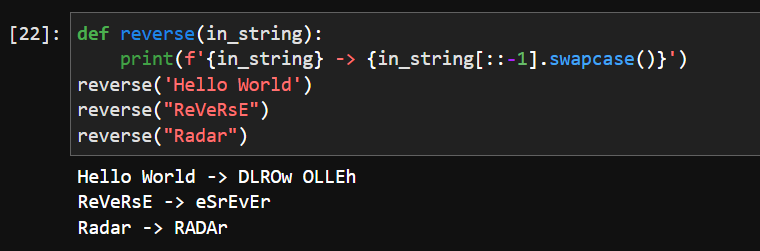 [22]: def reverse(in_string):
    print(f'{in_string} -> {in_string[::-1].swapcase()}')
reverse('Hello World')
reverse("ReVeRsE")
reverse("Radar")
Hello World -> DLROw OLLEh
ReVeRsE -> eSrEvEr
Radar -> RADAr